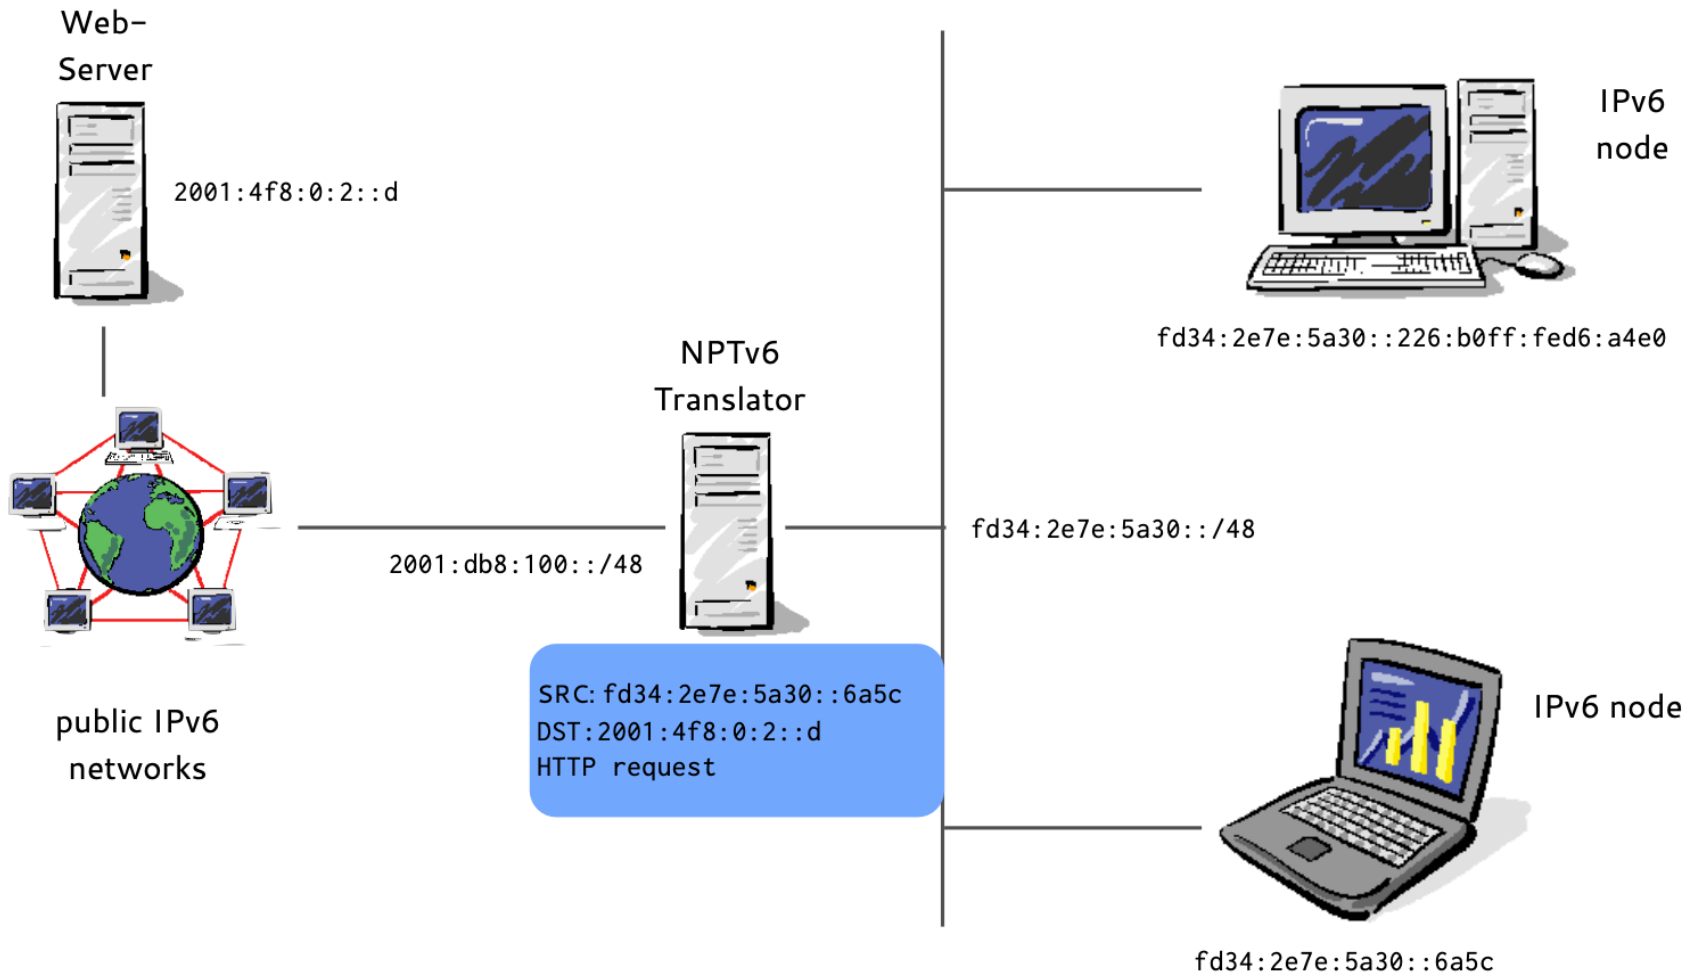 Web-
Server
2001:4f8:0:2::d
IPv6
node
fd34:2e7e:5a30::226:b0ff:fed6:a4e0
NPTv6
Translator
2001:db8:100::/48
fd34:2e7e:5a30::/48
SRC: fd34:2e7e:5a30::6a5c
DST:2001:4f8:0:2::d
HTTP request
public IPv6
networks
IPv6 node
fd34:2e7e:5a30::6a5c